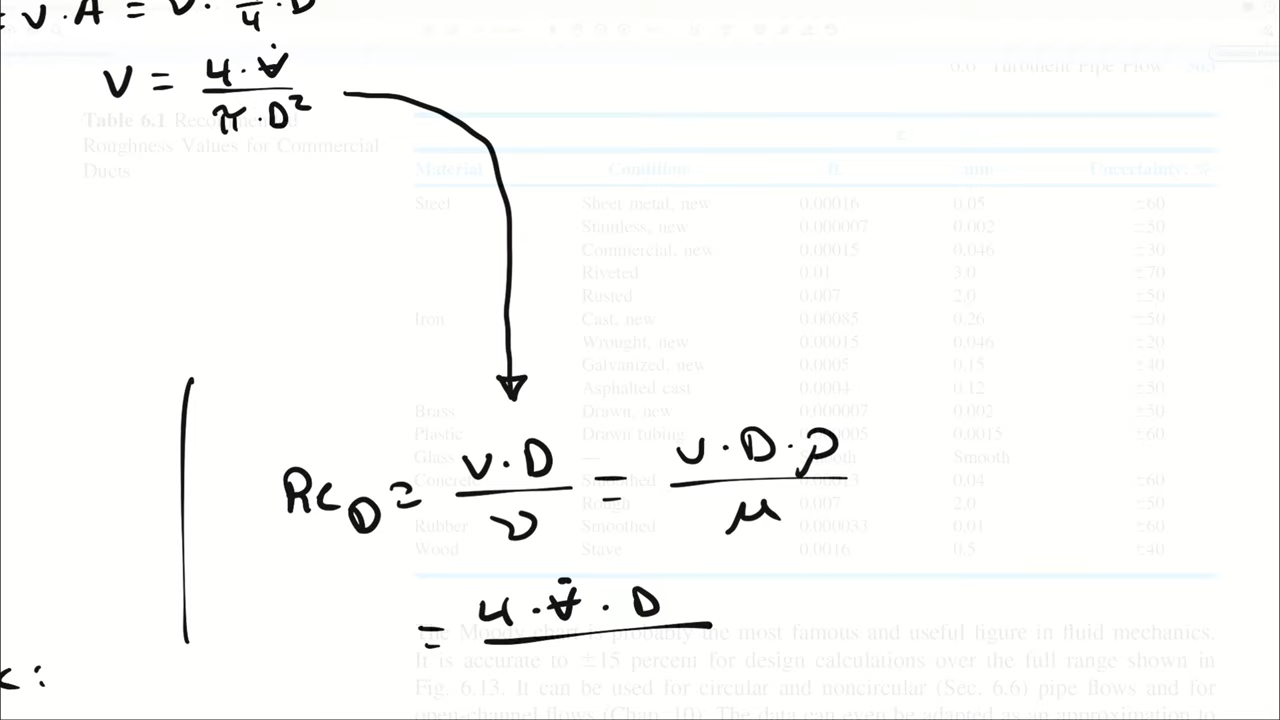 = V · A = V · π/4 · D
V = 4 · V̇ / π · D²
6.6 Turbulent Pipe Flow 365
Table 6.1 Recommended
Roughness Values for Commercial
Ducts
ε
Material Condition ft mm Uncertainty, %
Steel Sheet metal, new 0.00016 0.05 ±60
Stainless, new 0.000007 0.002 ±50
Commercial, new 0.00015 0.046 ±30
Riveted 0.01 3.0 ±70
Rusted 0.007 2.0 ±50
Iron Cast, new 0.00085 0.26 ±50
Wrought, new 0.00015 0.046 ±20
Galvanized, new 0.0005 0.15 ±40
Asphalted cast 0.0004 0.12 ±50
Brass Drawn, new 0.000007 0.002 ±50
Plastic Drawn tubing 0.0015 ±60
Glass — Smooth Smooth
Concrete Smoothed 0.04 ±60
Rough 0.007 2.0 ±50
Rubber Smoothed 0.000033 0.01 ±60
Wood Stave 0.0016 0.5 ±40
Re_D = V · D / ν = V · D · ρ / μ
= 4 · V̇ · D
The Moody chart is probably the most famous and useful figure in fluid mechanics.
It is accurate to ±15 percent for design calculations over the full range shown in
Fig. 6.13. It can be used for circular and noncircular (Sec. 6.6) pipe flows and for
open-channel flows (Chap. 10). The data can even be adapted as an approximation to